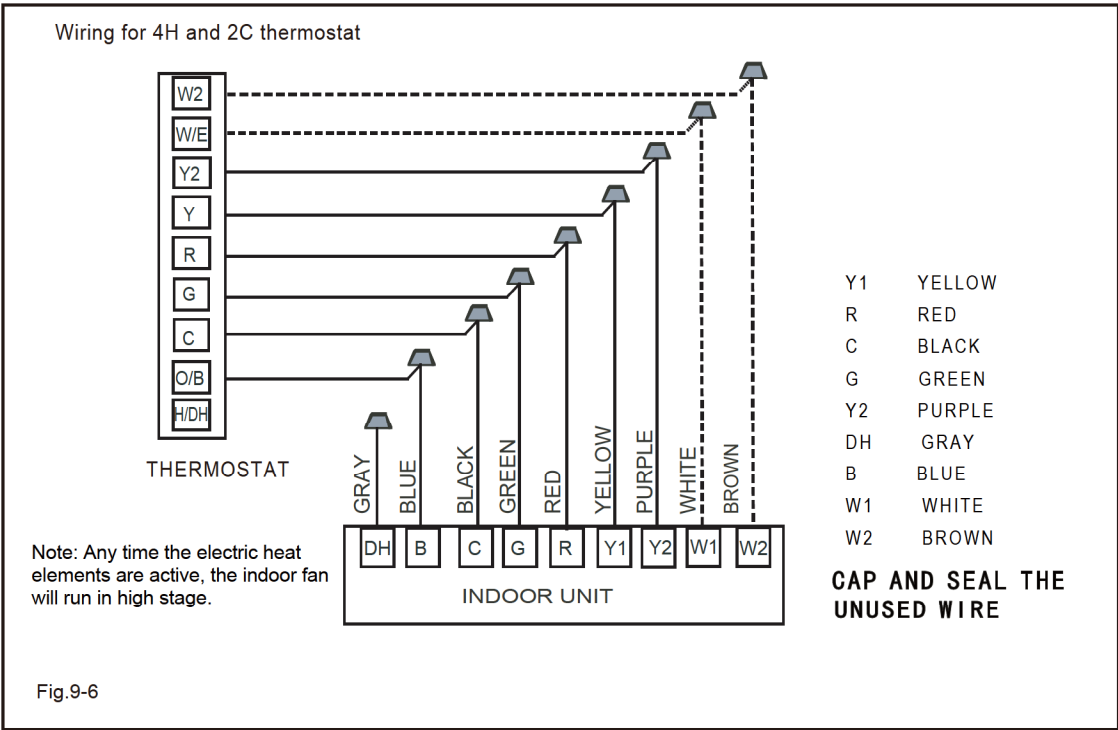 Wiring for 4H and 2C thermostat
W2
W/E
Y2
Y
R
G
C
O/B
H/DH
THERMOSTAT
GRAY
BLUE
BLACK
GREEN
RED
YELLOW
PURPLE
WHITE
BROWN
DH
B
C
G
R
Y1
Y2
W1
W2
INDOOR UNIT
Note: Any time the electric heat
elements are active, the indoor fan
will run in high stage.
Y1 YELLOW
R RED
C BLACK
G GREEN
Y2 PURPLE
DH GRAY
B BLUE
W1 WHITE
W2 BROWN
CAP AND SEAL THE
UNUSED WIRE
Fig.9-6